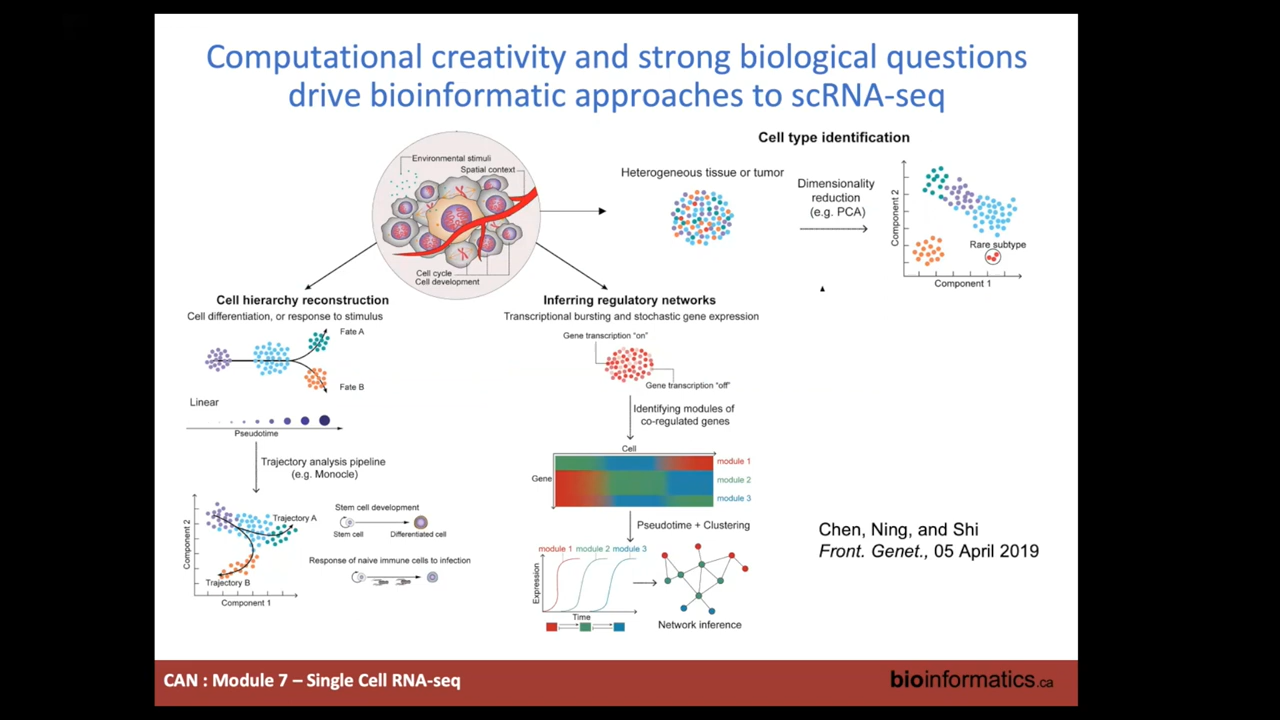 Computational creativity and strong biological questions
drive bioinformatic approaches to scRNA-seq
Environmental stimuli
Spatial context
Cell cycle
Cell development
Cell type identification
Heterogeneous tissue or tumor
Dimensionality
reduction
(e.g. PCA)
Component 2
Rare subtype
Component 1
Cell hierarchy reconstruction
Cell differentiation, or response to stimulus
Fate A
Fate B
Linear
Pseudotime
Trajectory analysis pipeline
(e.g. Monocle)
Component 2
Trajectory A
Trajectory B
Component 1
Stem cell development
Stem cell
Differentiated cell
Response of naive immune cells to infection
Inferring regulatory networks
Transcriptional bursting and stochastic gene expression
Gene transcription "on"
Gene transcription "off"
Identifying modules of
co-regulated genes
Cell
Gene
module 1
module 2
module 3
Pseudotime + Clustering
module 1 module 2 module 3
Expression
Time
Network inference
Chen, Ning, and Shi
Front. Genet., 05 April 2019
CAN : Module 7 – Single Cell RNA-seq
bioinformatics.ca